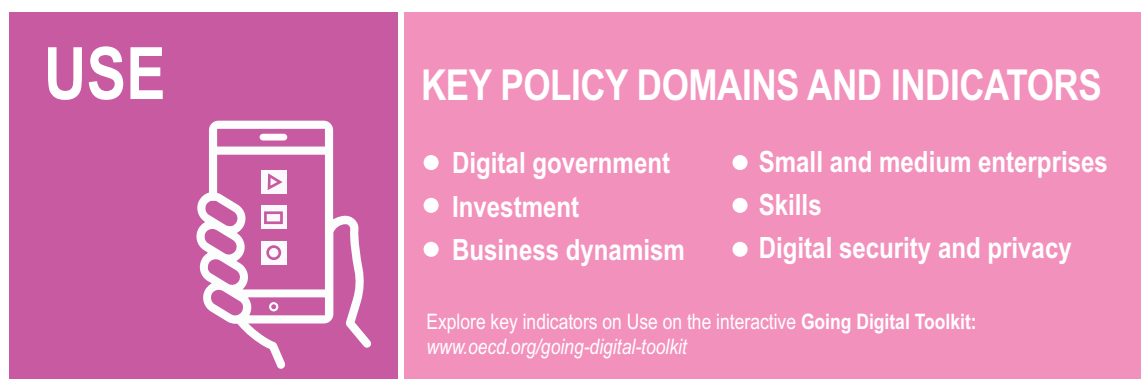 USE
KEY POLICY DOMAINS AND INDICATORS
● Digital government
● Investment
● Business dynamism
● Small and medium enterprises
● Skills
● Digital security and privacy
Explore key indicators on Use on the interactive Going Digital Toolkit:
www.oecd.org/going-digital-toolkit